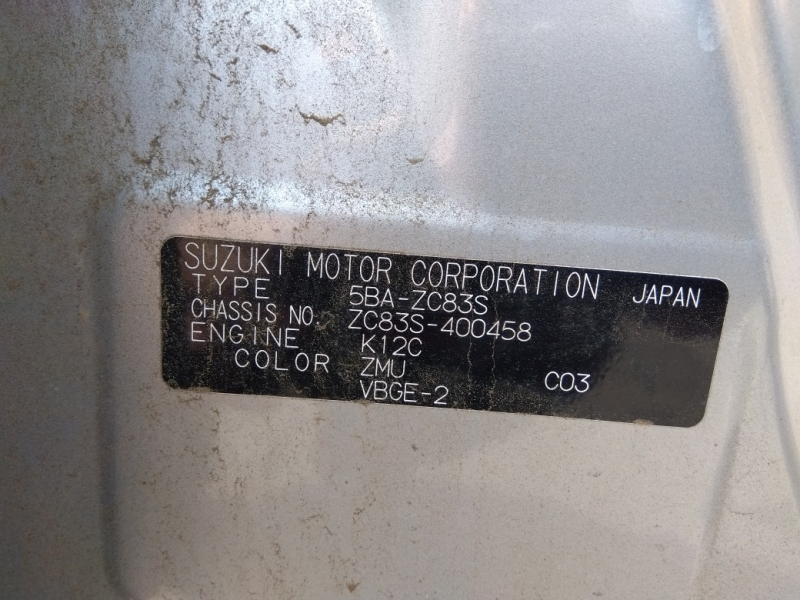 SUZUKI MOTOR CORPORATION JAPAN
TYPE 5BA-ZC83S
CHASSIS NO. ZC83S-400458
ENGINE K12C
COLOR ZMU C03
VBGE-2